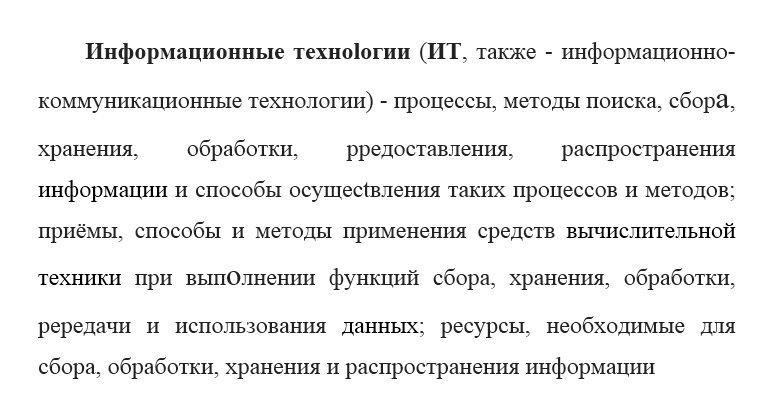 Информационные техноlогии (ИТ, также - информационно-
коммуникационные технологии) - процессы, методы поиска, сбора,
хранения, обработки, рредоставления, распространения
информации и способы осущесtвления таких процессов и методов;
приёмы, способы и методы применения средств вычислительной
техники при выполнении функций сбора, хранения, обработки,
рередачи и использования данных; ресурсы, необходимые для
сбора, обработки, хранения и распространения информации